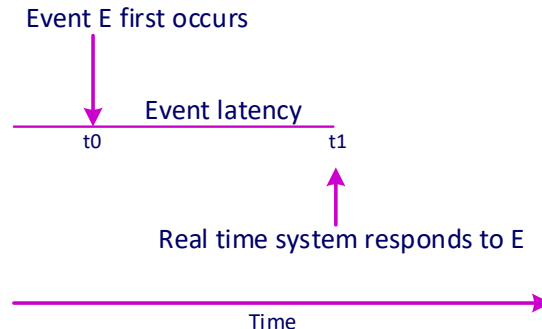 Event E first occurs
Event latency
t0
t1
Real time system responds to E
Time